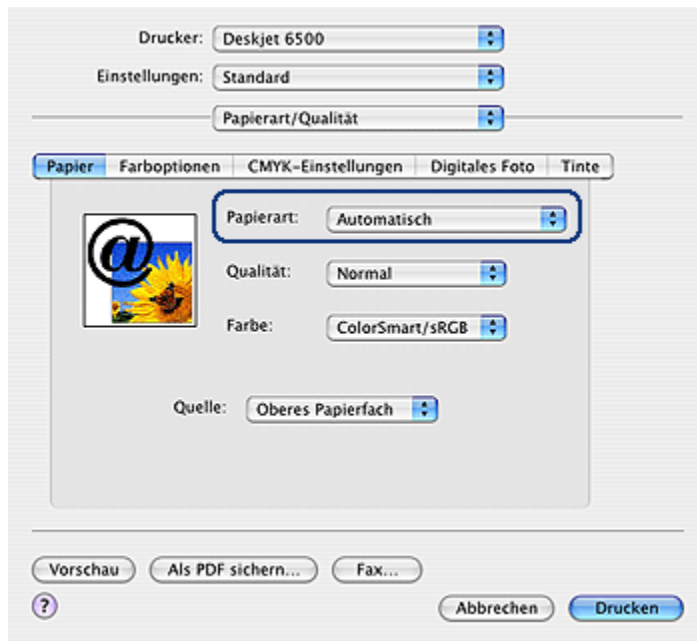 Drucker: Deskjet 6500
Einstellungen: Standard
Papierart/Qualität
Papier Farboptionen CMYK-Einstellungen Digitales Foto Tinte
Papierart: Automatisch
@
Qualität: Normal
Farbe: ColorSmart/sRGB
Quelle: Oberes Papierfach
Vorschau Als PDF sichern... Fax...
? Abbrechen Drucken